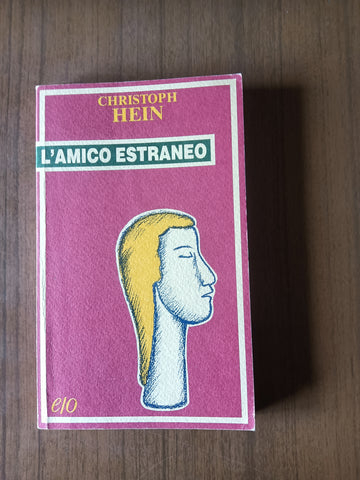 CHRISTOPH
HEIN
L'AMICO ESTRANEO
e/o